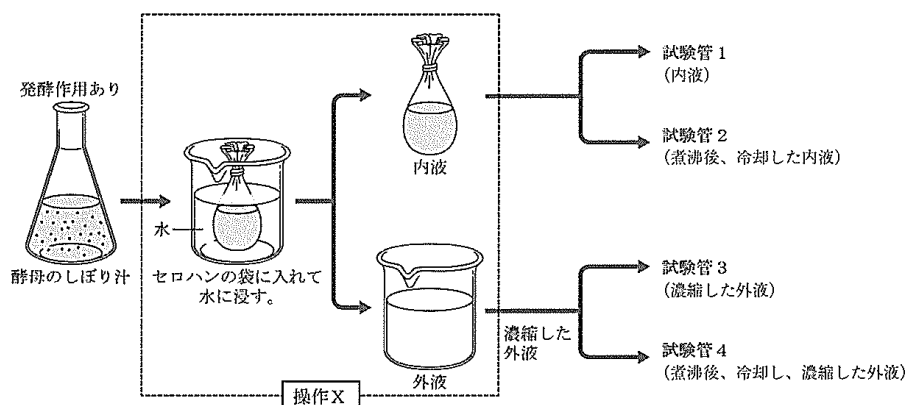 発酵作用あり
酵母のしぼり汁
水
セロハンの袋に入れて
水に浸す。
内液
外液
操作X
濃縮した
外液
試験管1
(内液)
試験管2
(煮沸後、冷却した内液)
試験管3
(濃縮した外液)
試験管4
(煮沸後、冷却し、濃縮した外液)